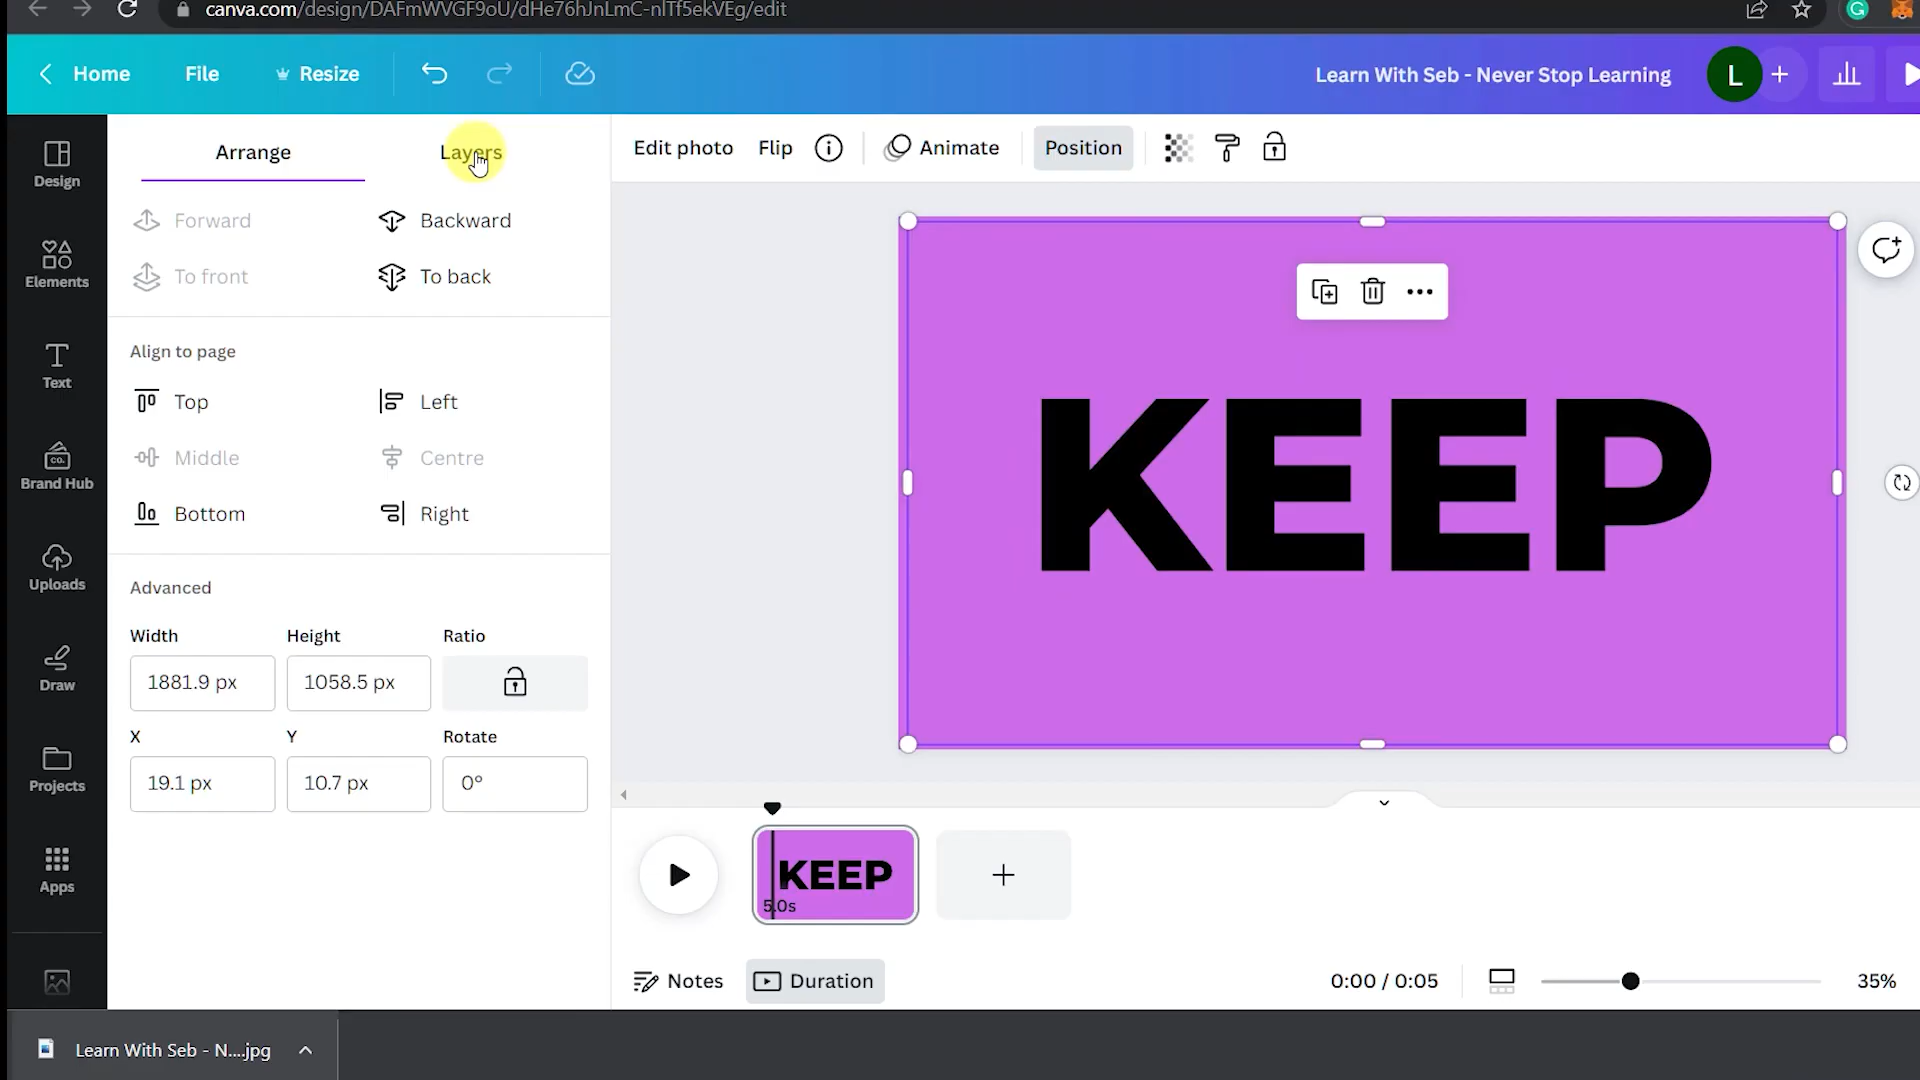 canva.com/design/DAFmWVGF9oU/dHe76hJnLmC-nlTf5ekVEg/edit
Home
File
Resize
Learn With Seb - Never Stop Learning
L
Design
Elements
Text
CO.
Brand Hub
Uploads
Draw
Projects
Apps
Arrange
Layers
Forward
Backward
To front
To back
Align to page
Top
Left
Middle
Centre
Bottom
Right
Advanced
Width
Height
Ratio
1881.9 px
1058.5 px
X
Y
Rotate
19.1 px
10.7 px
0°
Edit photo
Flip
Animate
Position
KEEP
KEEP
5.0s
Notes
Duration
0:00 / 0:05
35%
Learn With Seb - N....jpg